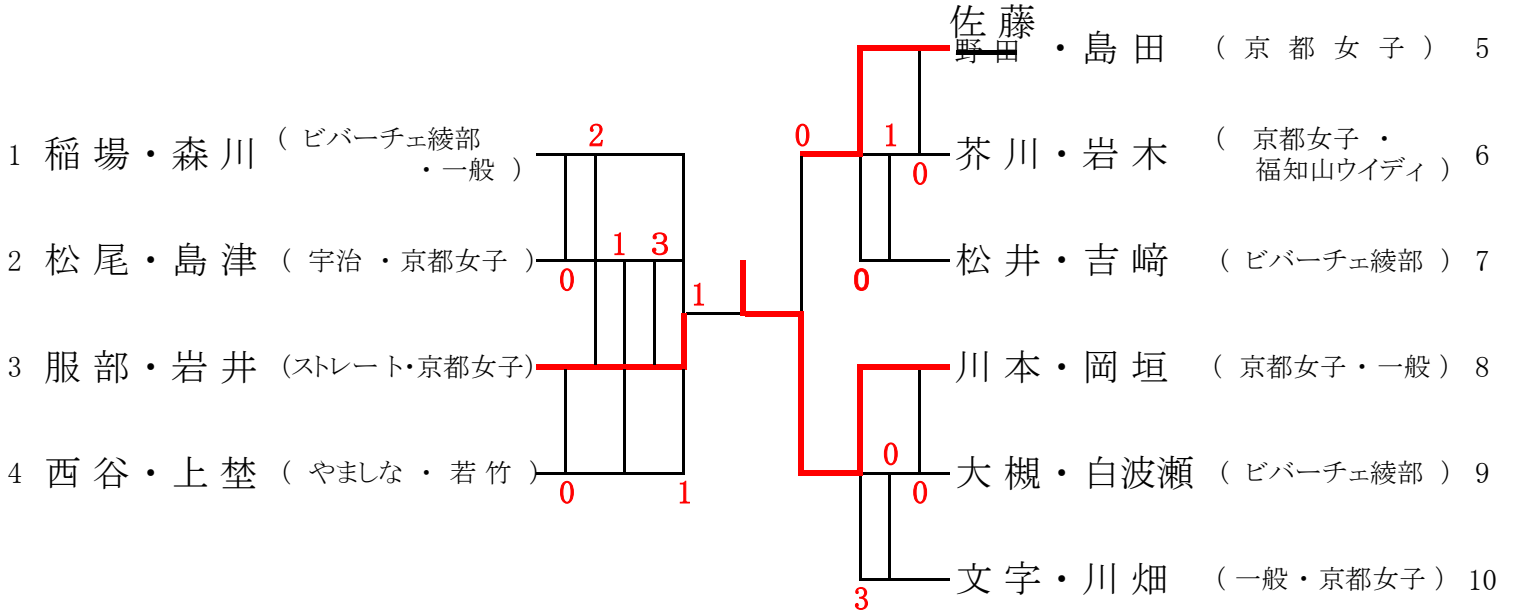 1 稲場・森川 ( ビバーチェ綾部
・一般 )
2 松尾・島津 ( 宇治 ・京都女子 )
3 服部・岩井 (ストレート・京都女子)
4 西谷・上埜 ( やましな ・ 若竹 )
2
0
1 3
0 1
1
佐藤
野田 ・島田 ( 京都女子 ) 5
芥川・岩木 ( 京都女子 ・
福知山ウイディ ) 6
松井・吉﨑 ( ビバーチェ綾部 ) 7
川本・岡垣 ( 京都女子・一般 ) 8
大槻・白波瀬 ( ビバーチェ綾部 ) 9
文字・川畑 ( 一般・京都女子 ) 10
0
1
0
0
0
0
3